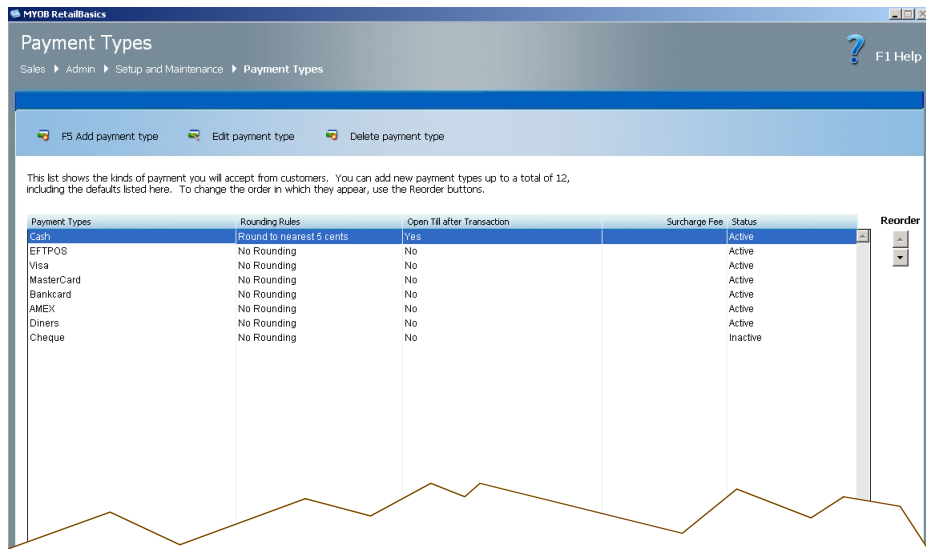 MYOB RetailBasics
Payment Types
F1 Help
Sales Admin Setup and Maintenance Payment Types
F5 Add payment type Edit payment type Delete payment type
This list shows the kinds of payment you will accept from customers. You can add new payment types up to a total of 12,
including the defaults listed here. To change the order in which they appear, use the Reorder buttons.
Payment Types Rounding Rules Open Till after Transaction Surcharge Fee Status Reorder
Cash Round to nearest 5 cents Yes Active
EFTPOS No Rounding No Active
Visa No Rounding No Active
MasterCard No Rounding No Active
Bankcard No Rounding No Active
AMEX No Rounding No Active
Diners No Rounding No Active
Cheque No Rounding No Inactive